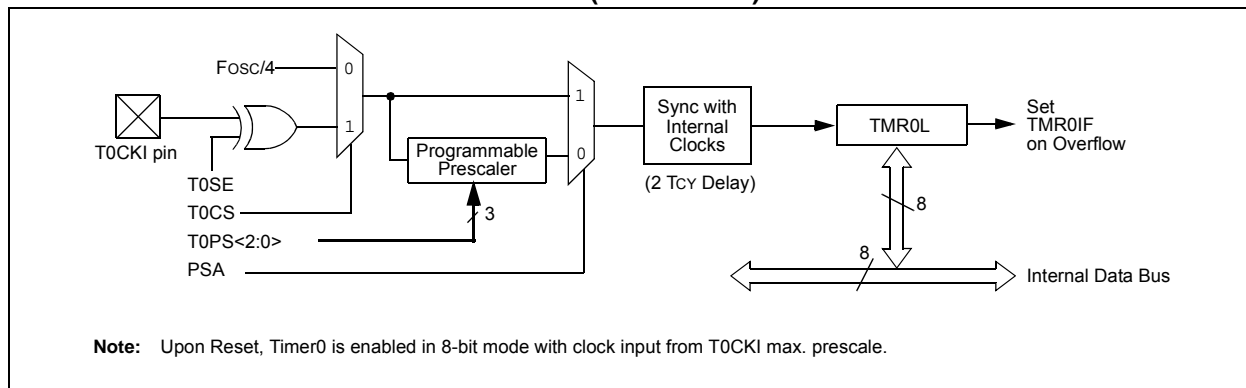 FOSC/4
0
1
T0CKI pin
T0SE
T0CS
T0PS<2:0>
PSA
Programmable
Prescaler
3
1
0
Sync with
Internal
Clocks
(2 TCY Delay)
TMR0L
Set
TMR0IF
on Overflow
8
8
Internal Data Bus
Note: Upon Reset, Timer0 is enabled in 8-bit mode with clock input from T0CKI max. prescale.